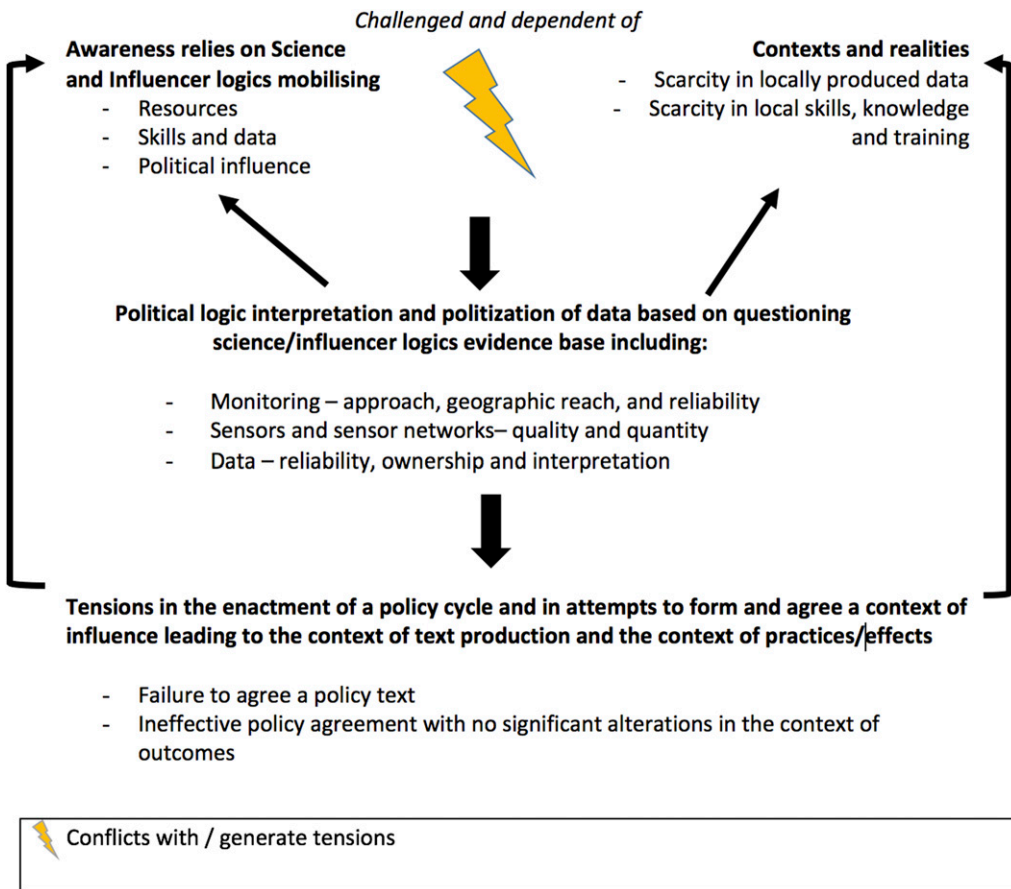 Challenged and dependent of
Awareness relies on Science
and Influencer logics mobilising
- Resources
- Skills and data
- Political influence
Contexts and realities
- Scarcity in locally produced data
- Scarcity in local skills, knowledge
and training
Political logic interpretation and politization of data based on questioning
science/influencer logics evidence base including:
- Monitoring – approach, geographic reach, and reliability
- Sensors and sensor networks– quality and quantity
- Data – reliability, ownership and interpretation
Tensions in the enactment of a policy cycle and in attempts to form and agree a context of
influence leading to the context of text production and the context of practices/effects
- Failure to agree a policy text
- Ineffective policy agreement with no significant alterations in the context of
outcomes
Conflicts with / generate tensions